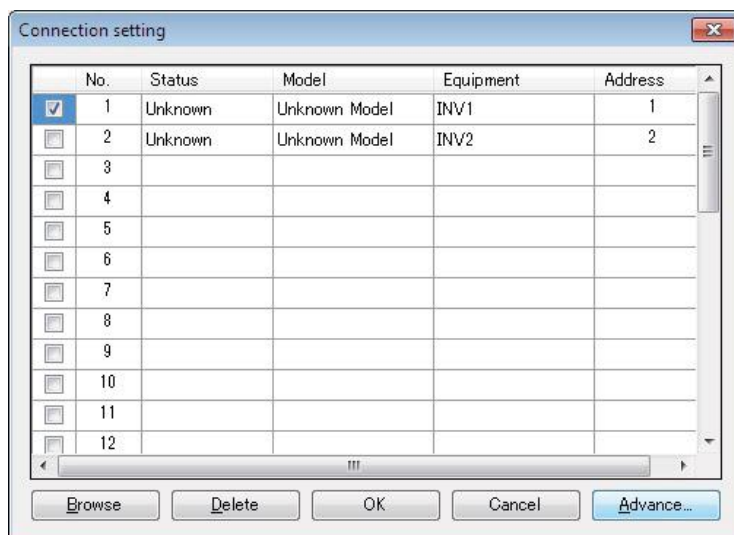 Connection setting
No. Status Model Equipment Address
1 Unknown Unknown Model INV1 1
2 Unknown Unknown Model INV2 2
3
4
5
6
7
8
9
10
11
12
Browse Delete OK Cancel Advance...